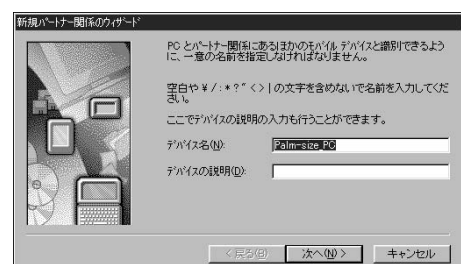 新規ﾊﾟｰﾄﾅｰ関係のｳｨｻﾞｰﾄﾞ
PC とﾊﾟｰﾄﾅｰ関係にあるほかのﾓﾊﾞｲﾙ ﾃﾞﾊﾞｲｽと識別できるよう
に、一意の名前を指定しなければなりません。
空白や ¥ / : * ? " < > | の文字を含めないで名前を入力してくだ
さい。
ここでﾃﾞﾊﾞｲｽの説明の入力も行うことができます。
ﾃﾞﾊﾞｲｽ名(N):
Palm-size PC
ﾃﾞﾊﾞｲｽの説明(D):
< 戻る(B)
次へ(N) >
ｷｬﾝｾﾙ